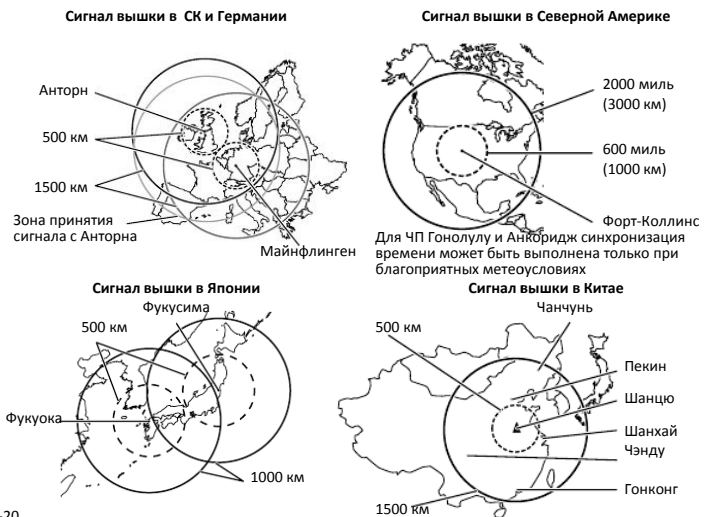 Сигнал вышки в СК и Германии
Анторн
500 км
1500 км
Зона принятия
сигнала с Анторна
Майнфлинген
Сигнал вышки в Северной Америке
2000 миль
(3000 км)
600 миль
(1000 км)
Форт-Коллинс
Для ЧП Гонолулу и Анкоридж синхронизация
времени может быть выполнена только при
благоприятных метеоусловиях
Сигнал вышки в Японии
Фукусима
500 км
Фукуока
1000 км
Сигнал вышки в Китае
Чанчунь
500 км
Пекин
Шанцю
Шанхай
Чэнду
Гонконг
1500 км
-20